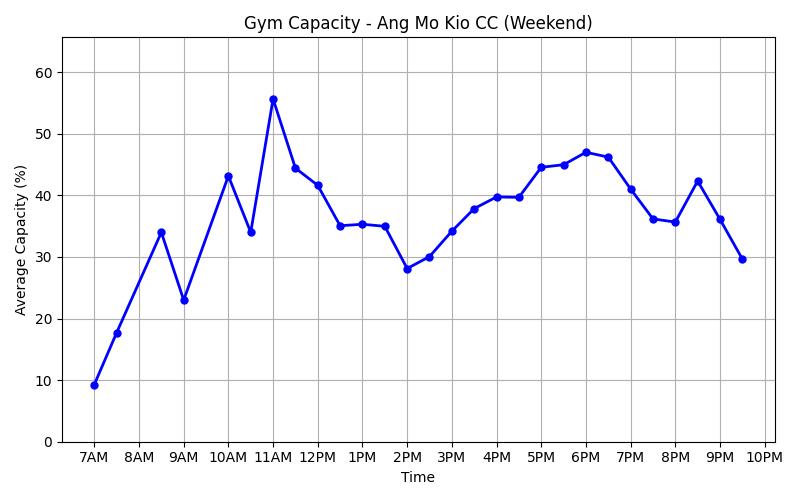 Gym Capacity - Ang Mo Kio CC (Weekend)
Average Capacity (%)
60
50
40
30
20
10
0
7AM 8AM 9AM 10AM 11AM 12PM 1PM 2PM 3PM 4PM 5PM 6PM 7PM 8PM 9PM 10PM
Time